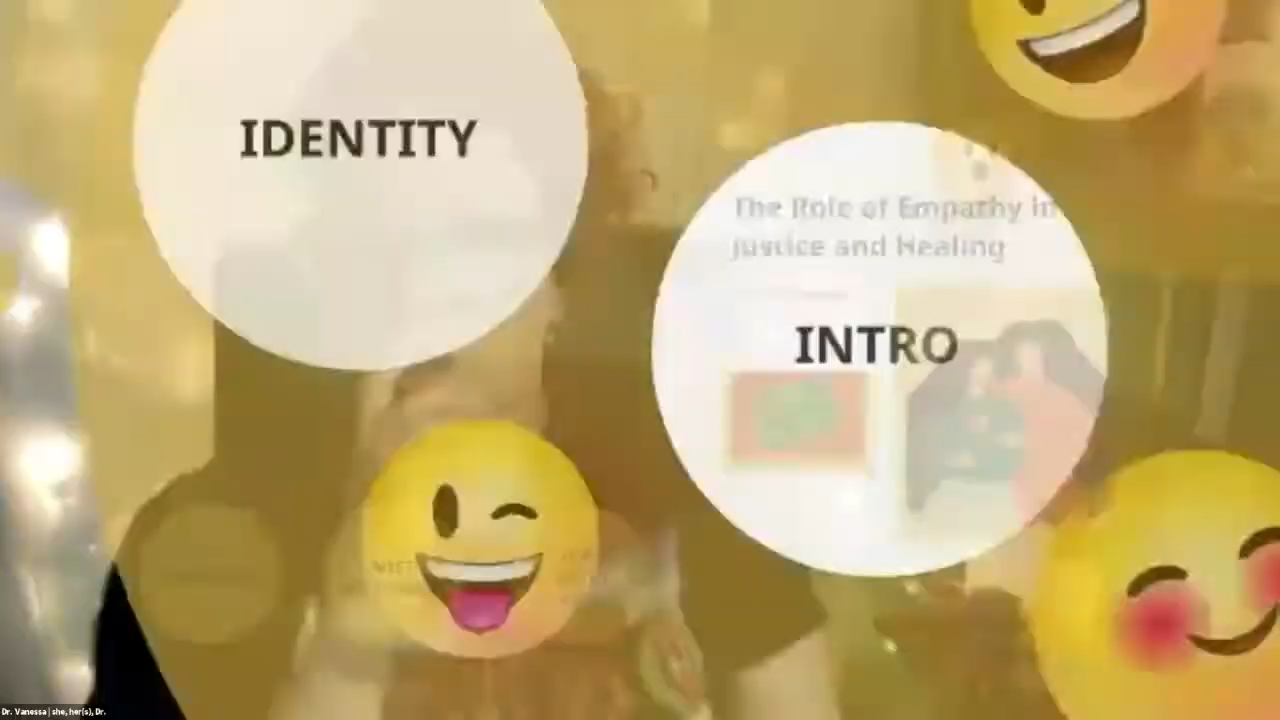 IDENTITY
The Role of Empathy in
Justice and Healing
INTRO
Dr. Vanessa | she, her(s), Dr.